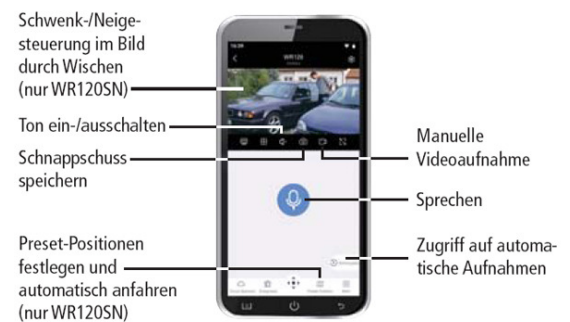 Schwenk-/Neige-
steuerung im Bild
durch Wischen
(nur WR120SN)
Ton ein-/ausschalten
Schnappschuss
speichern
Preset-Positionen
festlegen und
automatisch anfahren
(nur WR120SN)
WR120
Manuelle
Videoaufnahme
Sprechen
Zugriff auf automa-
tische Aufnahmen